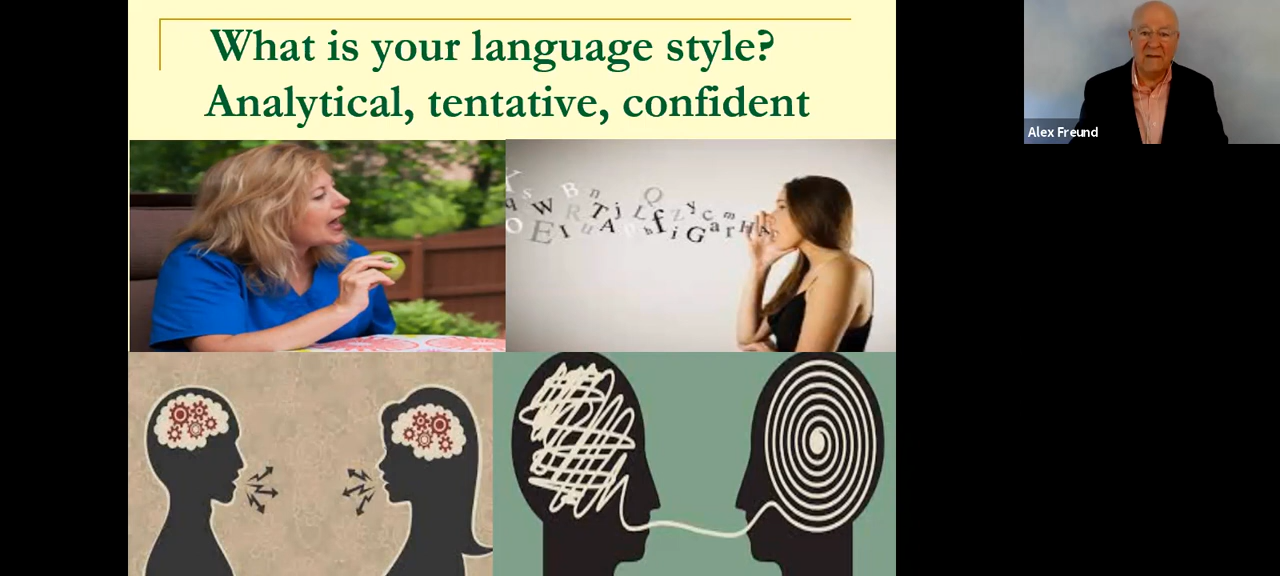 What is your language style?
Analytical, tentative, confident
Alex Freund